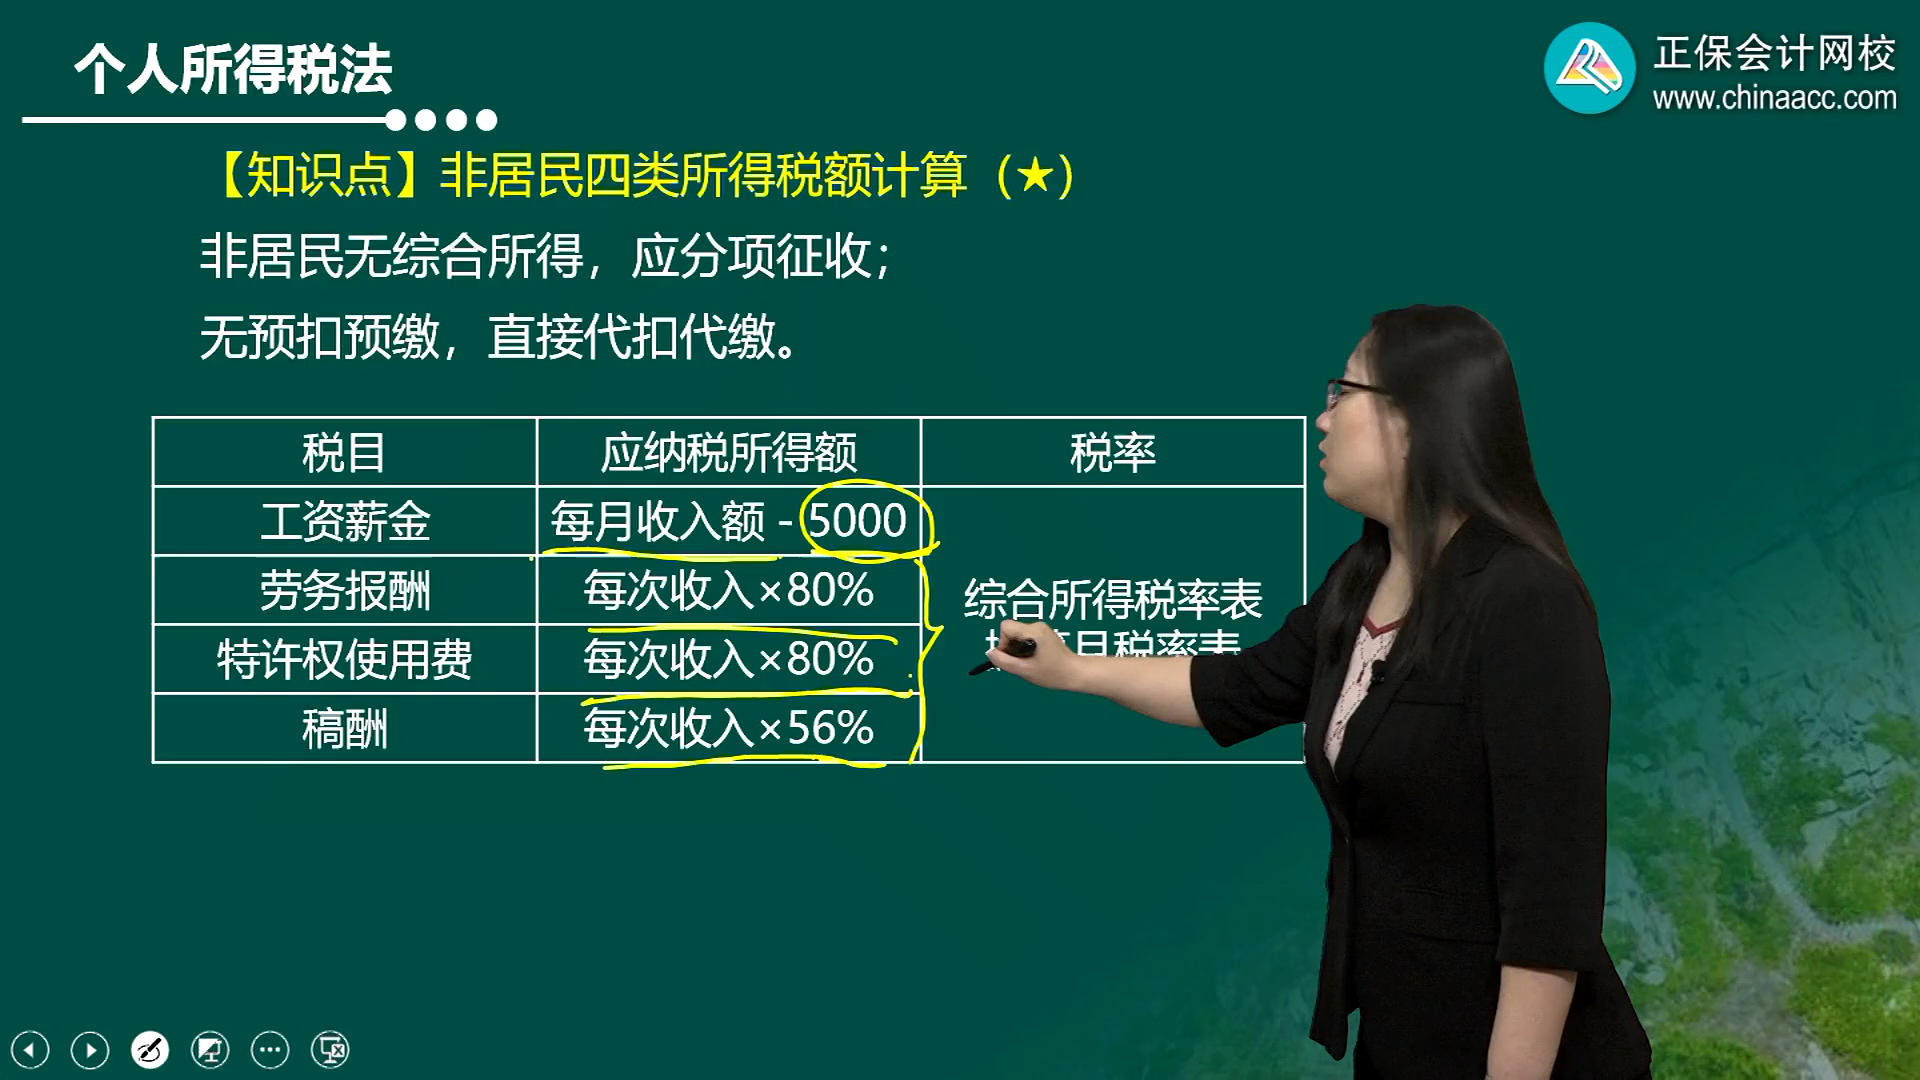 个人所得税法
正保会计网校
www.chinaacc.com
【知识点】非居民四类所得税额计算（★）
非居民无综合所得，应分项征收；
无预扣预缴，直接代扣代缴。
税目 应纳税所得额 税率
工资薪金 每月收入额 - 5000
劳务报酬 每次收入×80%
综合所得税率表
月税率表
特许权使用费 每次收入×80%
稿酬 每次收入×56%